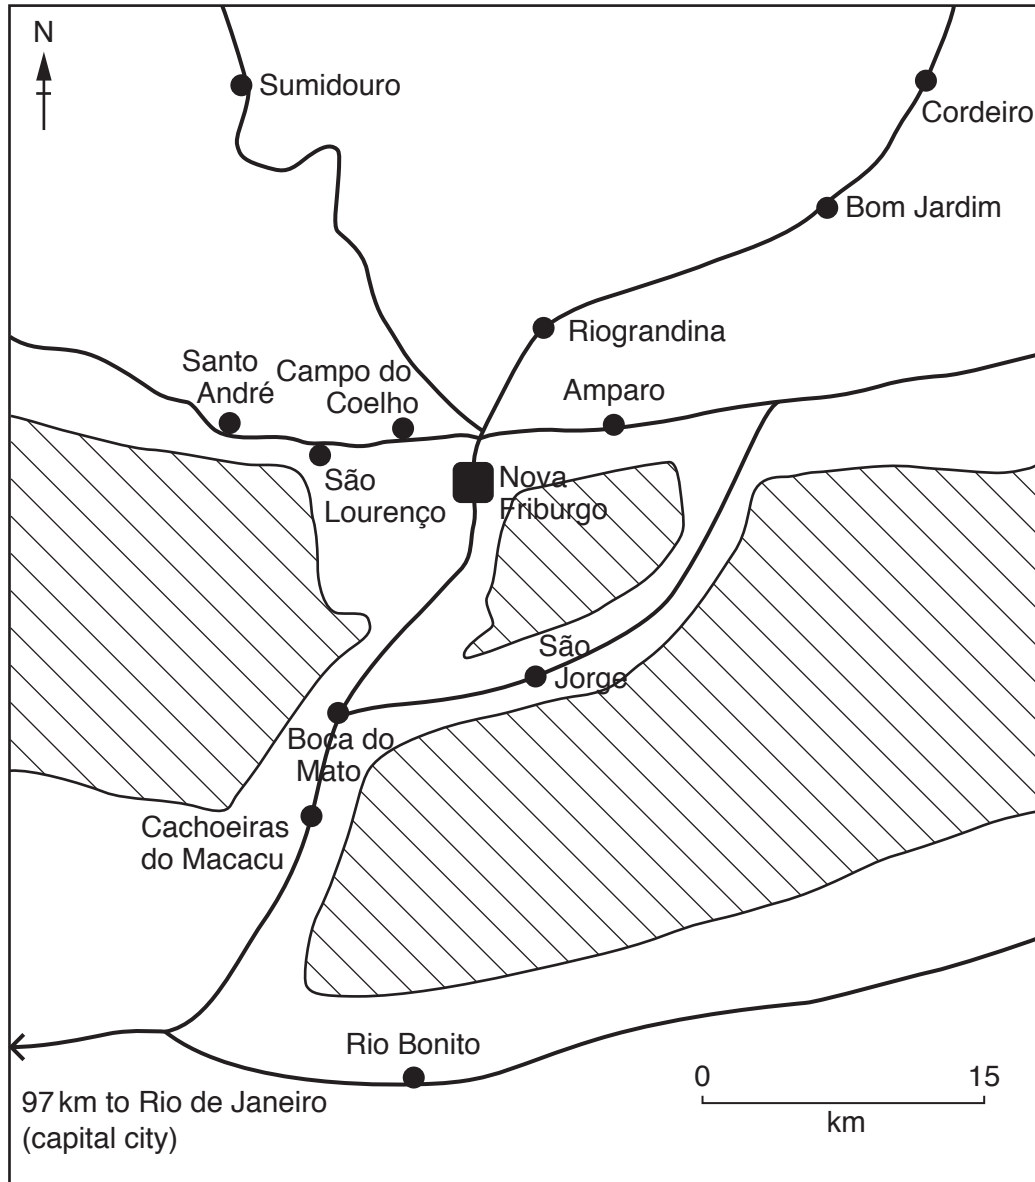 N
Sumidouro
Cordeiro
Bom Jardim
Riograndina
Santo
André
Campo do
Coelho
Amparo
São
Lourenço
Nova
Friburgo
São
Jorge
Boca do
Mato
Cachoeiras
do Macacu
Rio Bonito
97 km to Rio de Janeiro
(capital city)
0 15
km